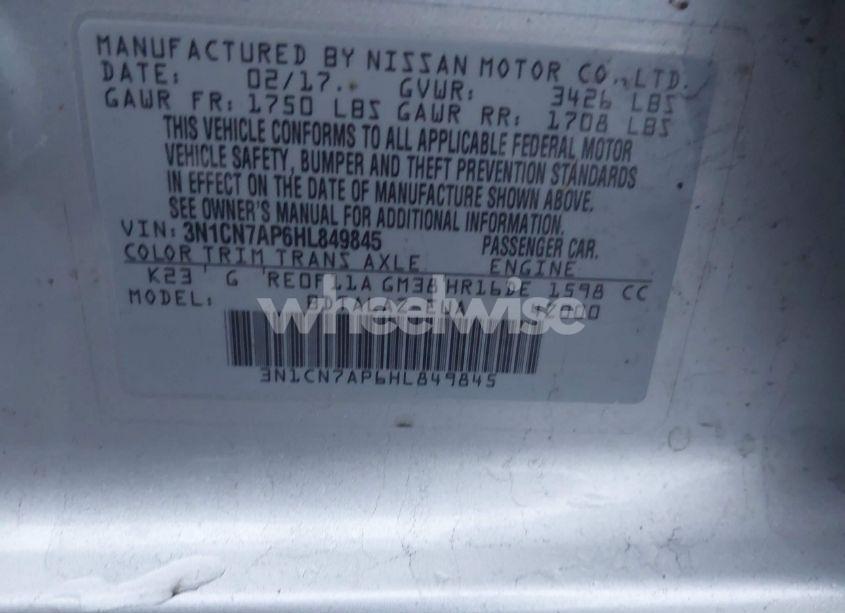 MANUFACTURED BY NISSAN MOTOR CO., LTD.
DATE: 02/17. GVWR: 3426 LBS
GAWR FR: 1750 LBS GAWR RR: 1708 LBS
THIS VEHICLE CONFORMS TO ALL APPLICABLE FEDERAL MOTOR
VEHICLE SAFETY, BUMPER AND THEFT PREVENTION STANDARDS
IN EFFECT ON THE DATE OF MANUFACTURE SHOWN ABOVE.
SEE OWNER'S MANUAL FOR ADDITIONAL INFORMATION.
VIN: 3N1CN7AP6HL849845 PASSENGER CAR.
COLOR TRIM TRANS AXLE ENGINE
K23 G RE0F11A GM38 HR16DE 1598 CC
MODEL:
wheelwise
3N1CN7AP6HL849845